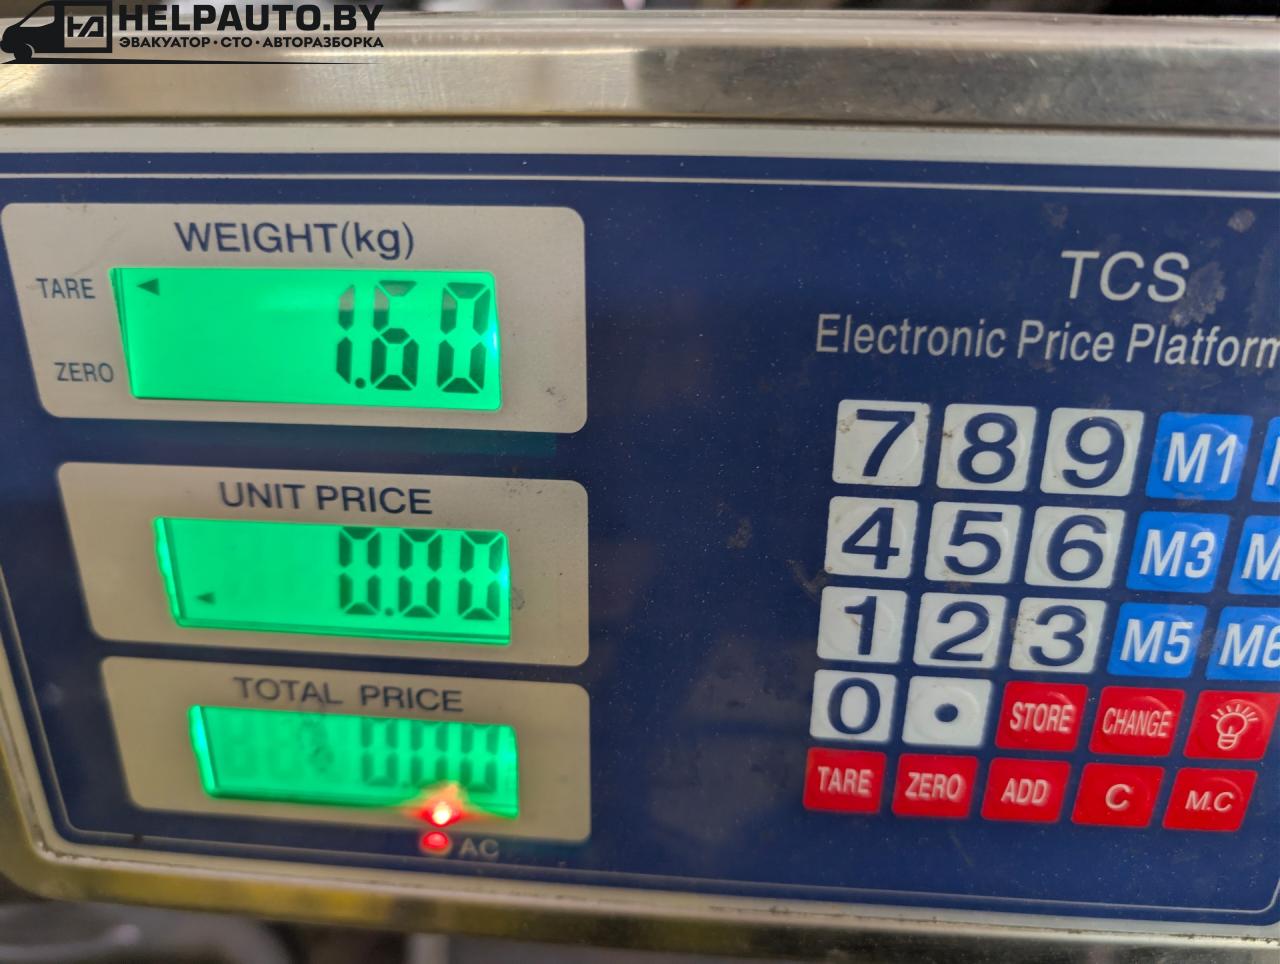 HELPAUTO.BY
ЭВАКУАТОР·СТО·АВТОРАЗБОРКА
WEIGHT(kg)
TARE
1.60
ZERO
UNIT PRICE
0.00
TOTAL PRICE
0.00
AC
TCS
Electronic Price Platform
7 8 9 M1
4 5 6 M3 M
1 2 3 M5 M6
0 • STORE CHANGE
TARE ZERO ADD C M.C